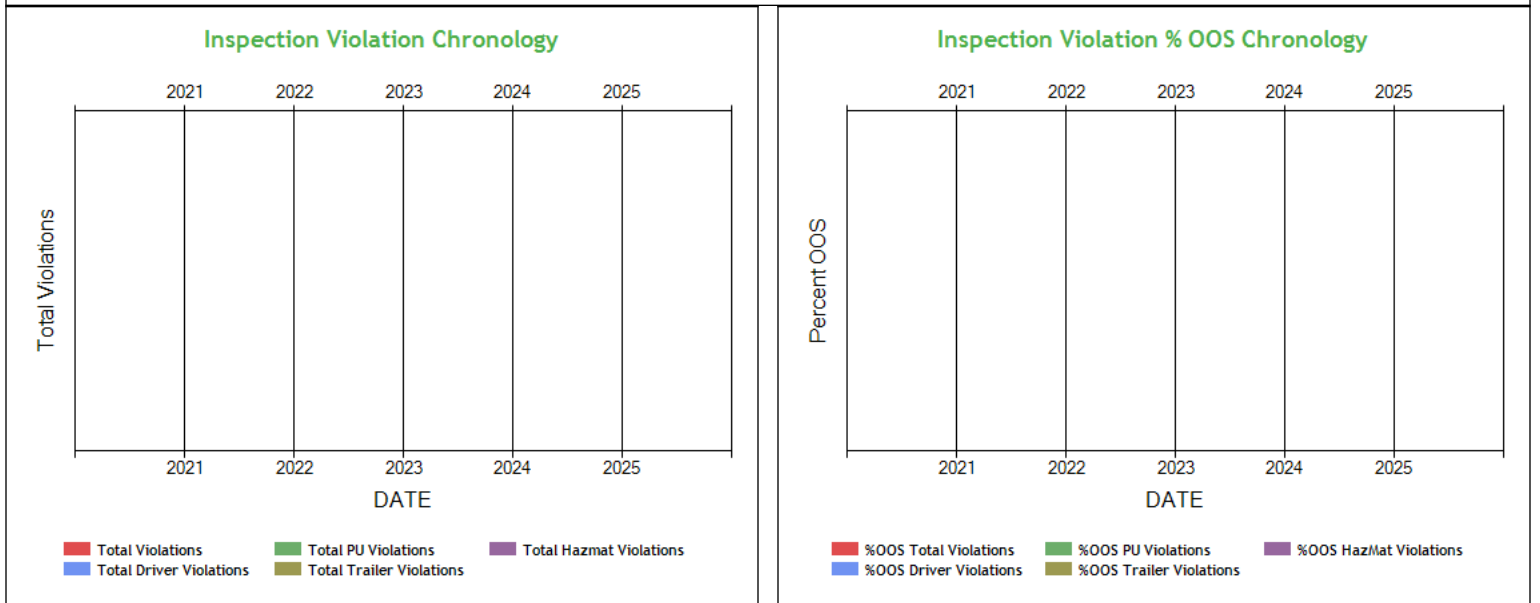 Inspection Violation Chronology
2021 2022 2023 2024 2025
Total Violations
2021 2022 2023 2024 2025
DATE
Total Violations Total PU Violations Total Hazmat Violations
Total Driver Violations Total Trailer Violations
Inspection Violation % OOS Chronology
2021 2022 2023 2024 2025
Percent OOS
2021 2022 2023 2024 2025
DATE
%OOS Total Violations %OOS PU Violations %OOS HazMat Violations
%OOS Driver Violations %OOS Trailer Violations